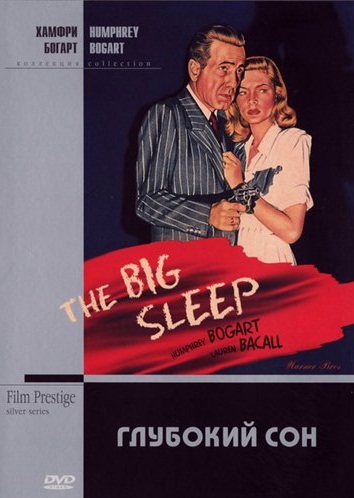 ХАМФРИ HUMPHREY
БОГАРТ BOGART
коллекция collection
THE BIG
SLEEP
HUMPHREY BOGART
LAUREN BACALL
Warner Bros
Film Prestige
silver series
ГЛУБОКИЙ СОН
DVD
VIDEO